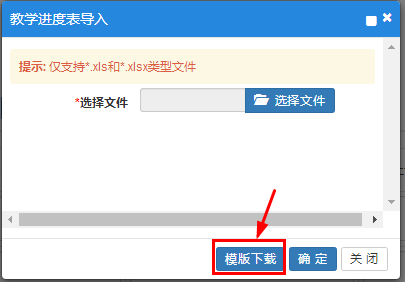 教学进度表导入
提示: 仅支持*.xls和*.xlsx类型文件
*选择文件 选择文件
模版下载 确 定 关 闭